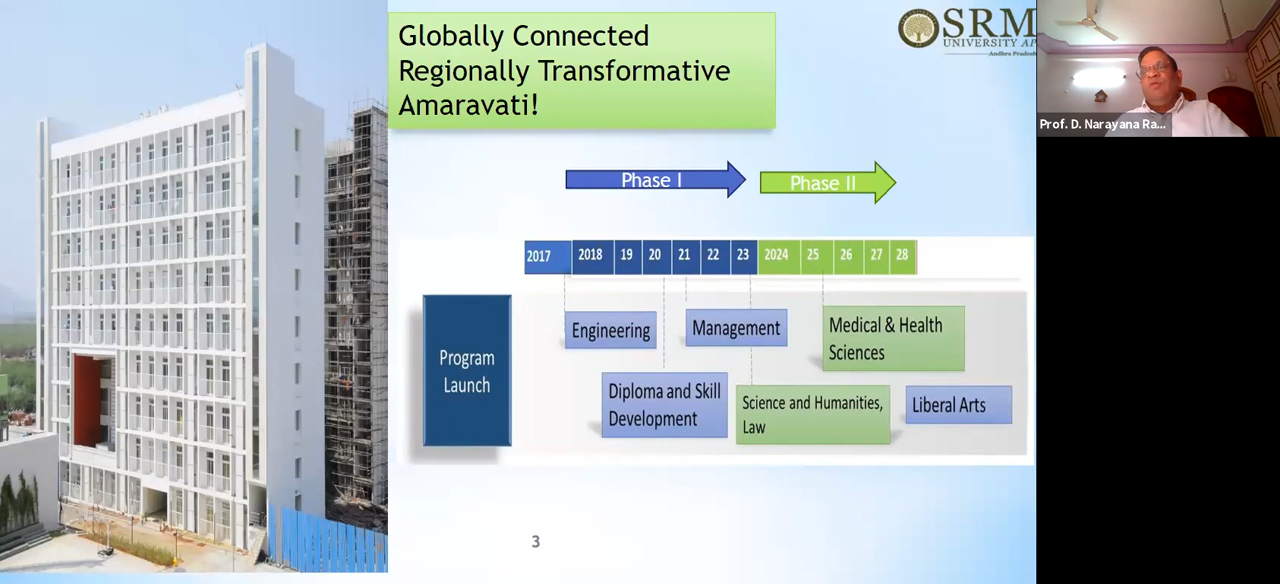 Globally Connected
Regionally Transformative
Amaravati!
SRM
UNIVERSITY AP
Andhra Pradesh
Prof. D. Narayana Ra...
Phase I
Phase II
2017 2018 19 20 21 22 23 2024 25 26 27 28
Program
Launch
Engineering
Management
Medical & Health
Sciences
Diploma and Skill
Development
Science and Humanities,
Law
Liberal Arts
3